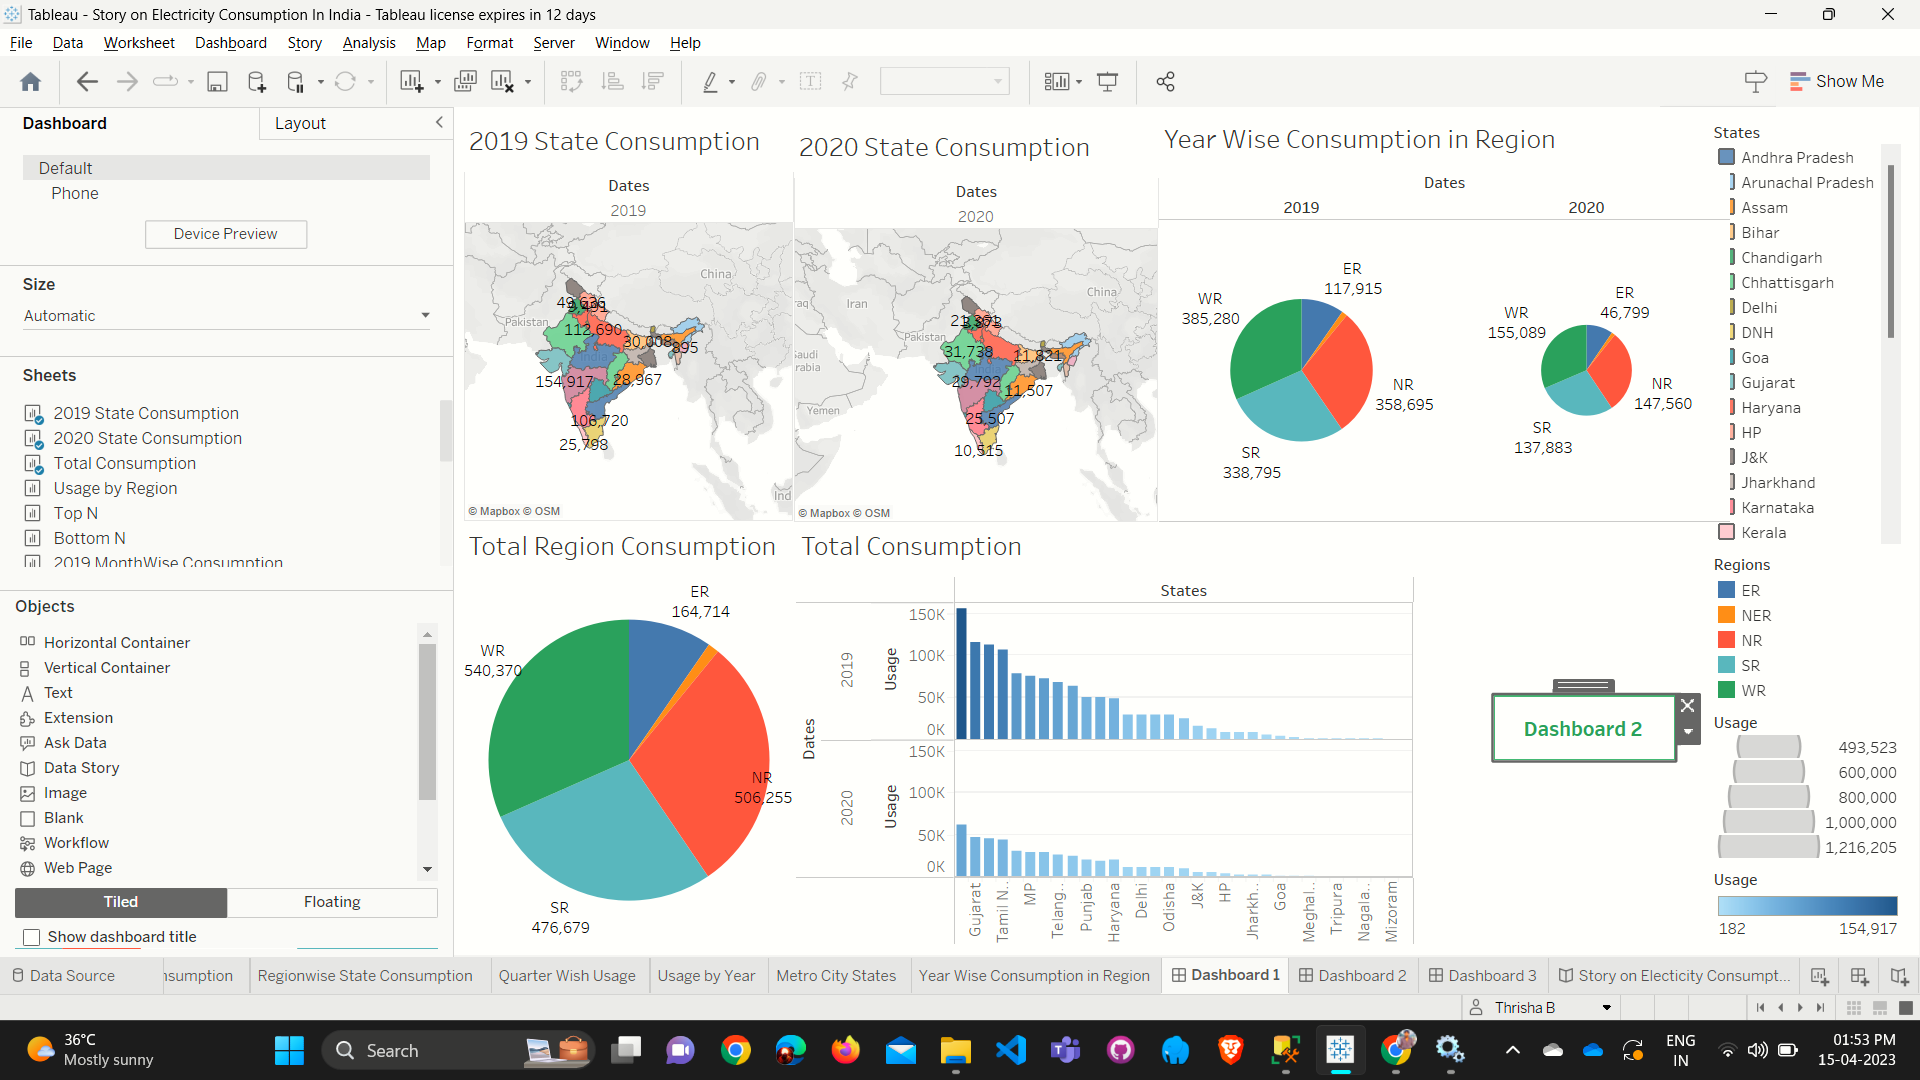 Tableau - Story on Electricity Consumption In India - Tableau license expires in 12 days
File Data Worksheet Dashboard Story Analysis Map Format Server Window Help
Show Me
Dashboard Layout
Default
Phone
Device Preview
Size
Automatic
Sheets
2019 State Consumption
2020 State Consumption
Total Consumption
Usage by Region
Top N
Bottom N
2019 MonthWise Consumption
Objects
Horizontal Container
Vertical Container
Text
Extension
Ask Data
Data Story
Image
Blank
Workflow
Web Page
Tiled Floating
Show dashboard title
2019 State Consumption
Dates
2019
China
Pakistan
India
49,636
112,690
30,008
895
154,917
28,967
106,720
25,798
Ind
© Mapbox © OSM
2020 State Consumption
Dates
2020
China
Iran
Pakistan
Yemen
31,738
11,821
29,792
11,507
25,507
10,515
© Mapbox © OSM
Year Wise Consumption in Region
Dates
2019 2020
ER
117,915
WR
385,280
NR
358,695
SR
338,795
ER
46,799
WR
155,089
NR
147,560
SR
137,883
Total Region Consumption
ER
164,714
WR
540,370
NR
506,255
SR
476,679
Total Consumption
States
Dates
2019
Usage
150K
100K
50K
0K
2020
Usage
150K
100K
50K
0K
Gujarat
Tamil N..
MP
Telang..
Punjab
Haryana
Delhi
Odisha
J&K
HP
Jharkh..
Goa
Meghal..
Tripura
Nagala..
Mizoram
Dashboard 2
States
Andhra Pradesh
Arunachal Pradesh
Assam
Bihar
Chandigarh
Chhattisgarh
Delhi
DNH
Goa
Gujarat
Haryana
HP
J&K
Jharkhand
Karnataka
Kerala
Regions
ER
NER
NR
SR
WR
Usage
493,523
600,000
800,000
1,000,000
1,216,205
Usage
182 154,917
Data Source nsumption Regionwise State Consumption Quarter Wish Usage Usage by Year Metro City States Year Wise Consumption in Region Dashboard 1 Dashboard 2 Dashboard 3 Story on Electicity Consumpt...
Thrisha B
36°C
Mostly sunny
Search
ENG
IN
01:53 PM
15-04-2023